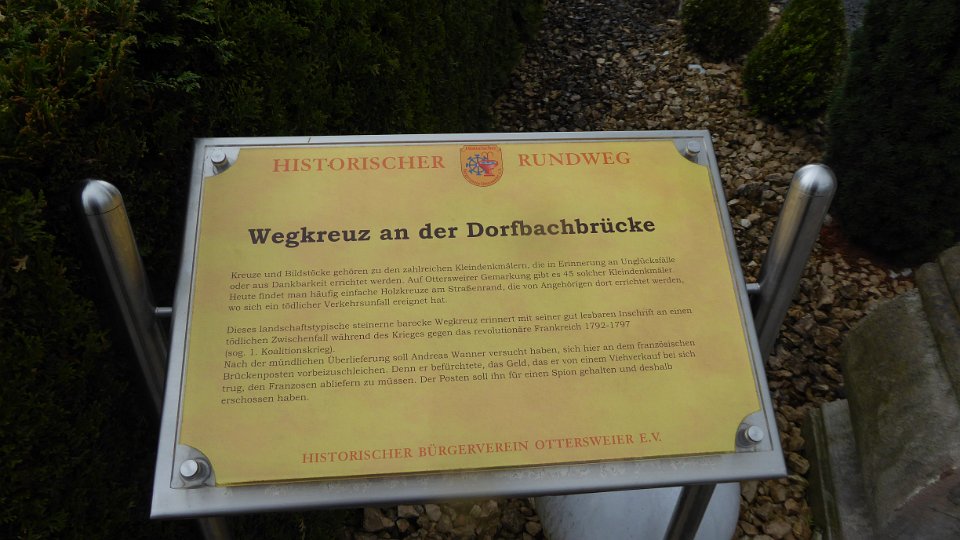 HISTORISCHER RUNDWEG
Wegkreuz an der Dorfbachbrücke
Kreuze und Bildstöcke gehören zu den zahlreichen Kleindenkmälern, die in Erinnerung an Unglücksfälle
oder aus Dankbarkeit errichtet werden. Auf Ottersweirer Gemarkung gibt es 45 solcher Kleindenkmäler.
Heute findet man häufig einfache Holzkreuze am Straßenrand, die von Angehörigen dort errichtet werden,
wo sich ein tödlicher Verkehrsunfall ereignet hat.
Dieses landschaftstypische steinerne barocke Wegkreuz erinnert mit seiner gut lesbaren Inschrift an einen
tödlichen Zwischenfall während des Krieges gegen das revolutionäre Frankreich 1792-1797
(sog. 1. Koalitionskrieg).
Nach der mündlichen Überlieferung soll Andreas Wanner versucht haben, sich hier an dem französischen
Brückenposten vorbeizuschleichen. Denn er befürchtete, das Geld, das er von einem Viehverkauf bei sich
trug, den Franzosen abliefern zu müssen. Der Posten soll ihn für einen Spion gehalten und deshalb
erschossen haben.
HISTORISCHER BÜRGERVEREIN OTTERSWEIER E.V.